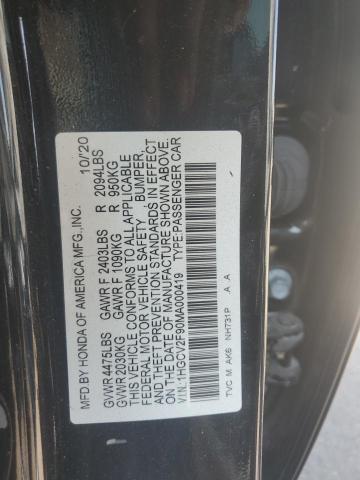 MFD.BY HONDA OF AMERICA MFG.,INC. 10/20
GVWR 4475LBS GAWR F 2403LBS R 2094LBS
GVWR 2030KG GAWR F 1090KG R 950KG
THIS VEHICLE CONFORMS TO ALL APPLICABLE
FEDERAL MOTOR VEHICLE SAFETY BUMPER,
AND THEFT PREVENTION STANDARDS IN EFFECT
ON THE DATE OF MANUFACTURE SHOWN ABOVE.
V.I.N.:1HGCV2F90MA000419 TYPE:PASSENGER CAR
TVC M AK6 NH731P A A